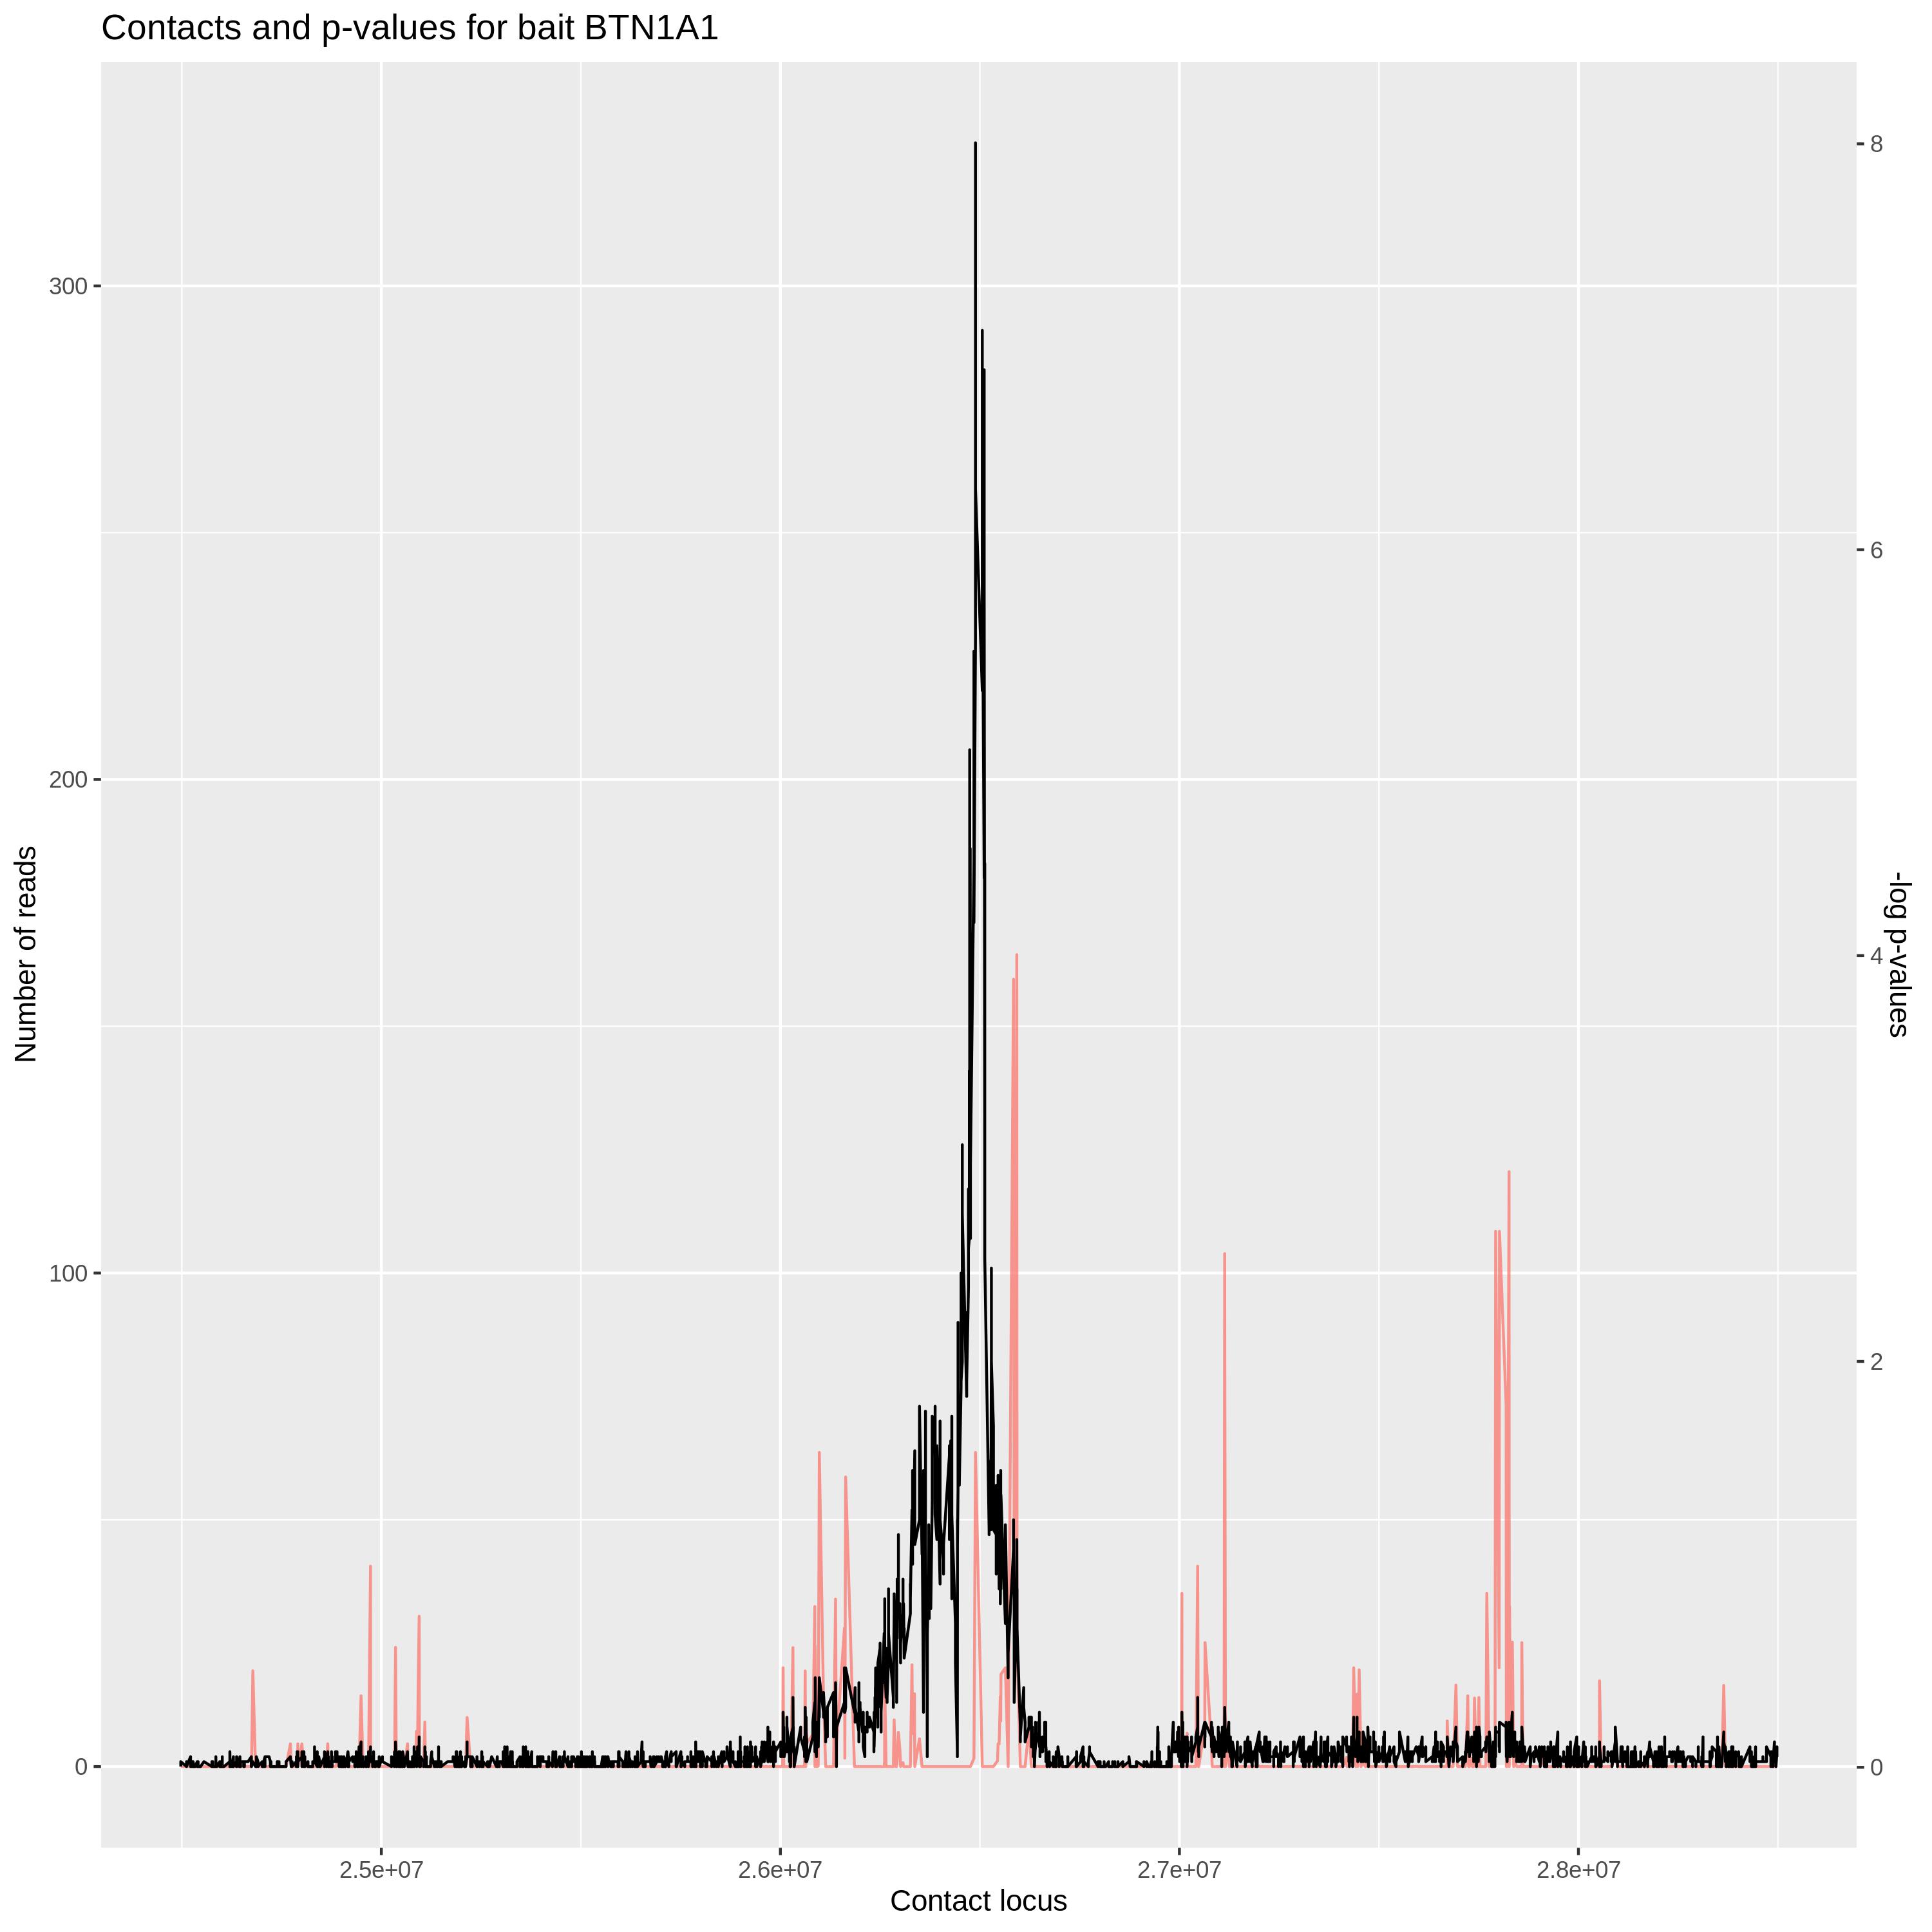 Contacts and p-values for bait BTN1A1
300
200
100
0
Number of reads
8
6
4
2
0
-log p-values
2.5e+07
2.6e+07
2.7e+07
2.8e+07
Contact locus